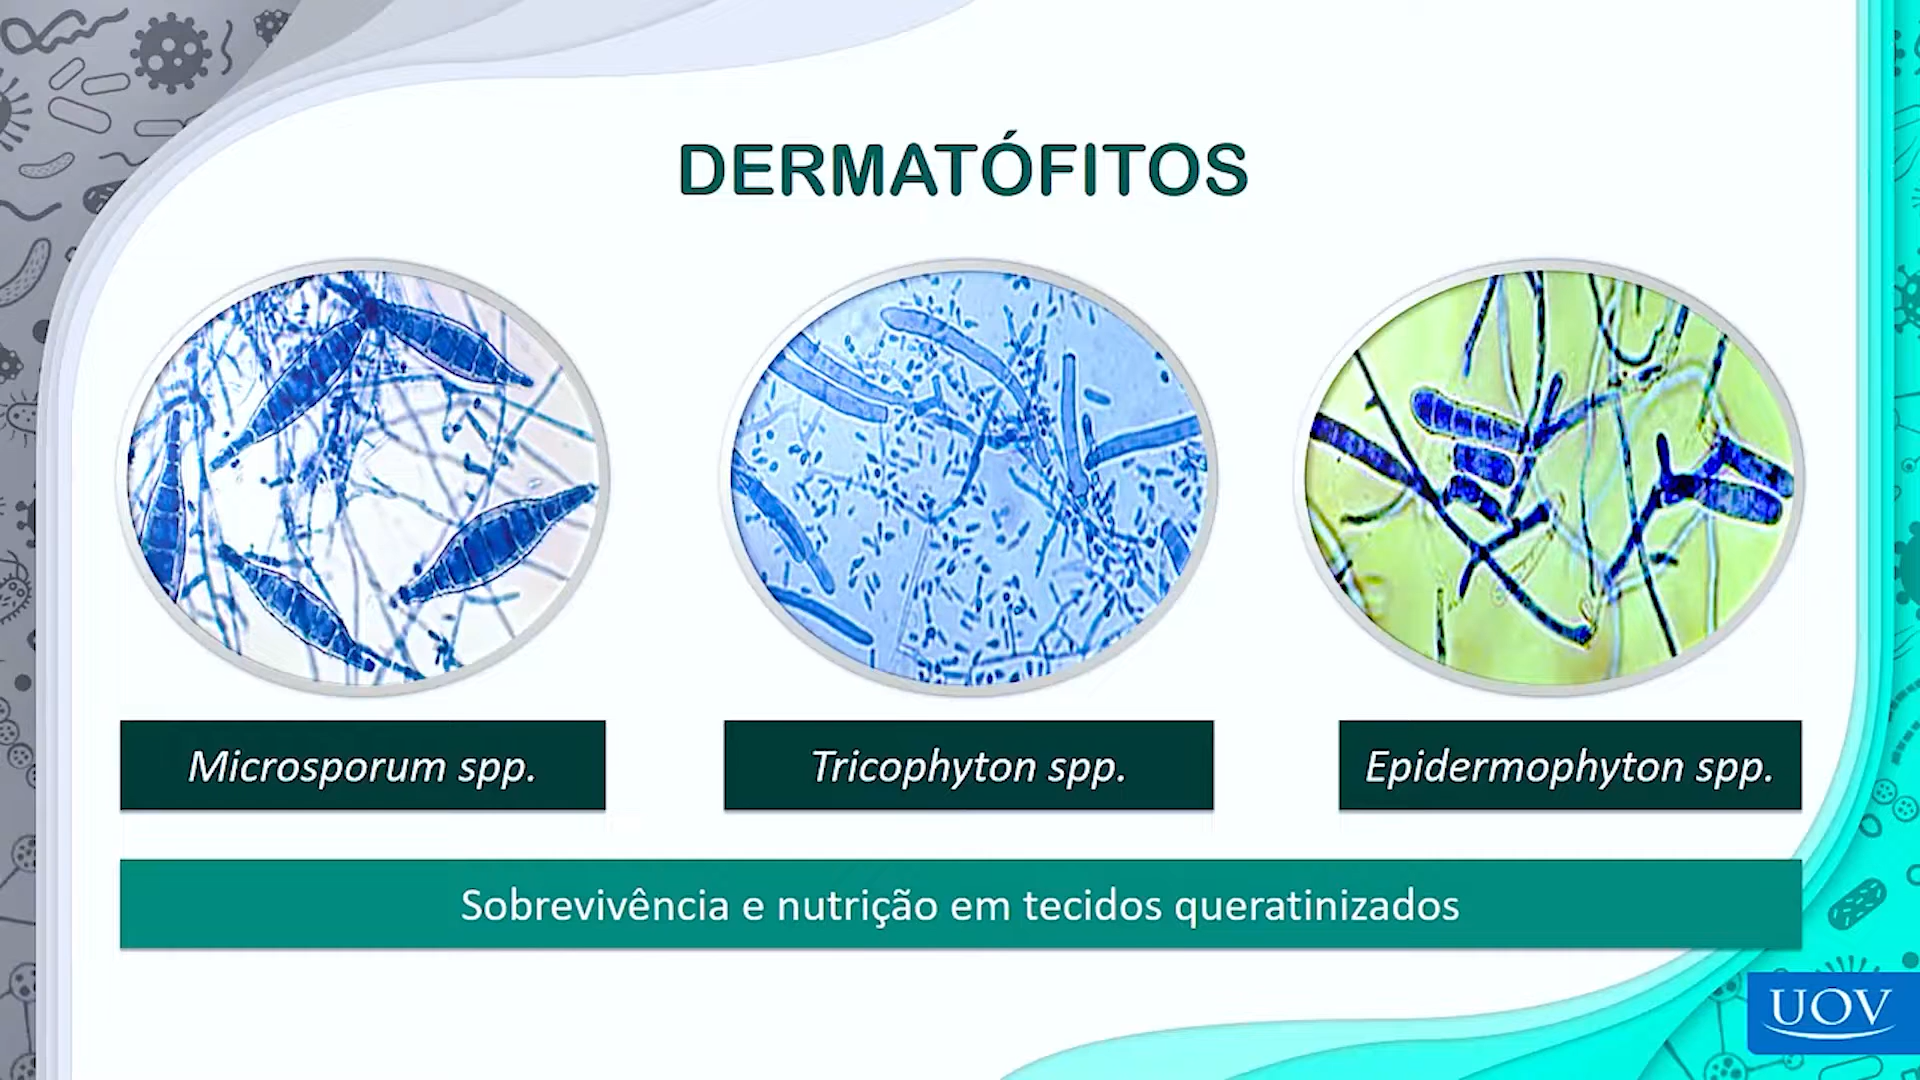 DERMATÓFITOS
Microsporum spp.
Tricophyton spp.
Epidermophyton spp.
Sobrevivência e nutrição em tecidos queratinizados
UOV